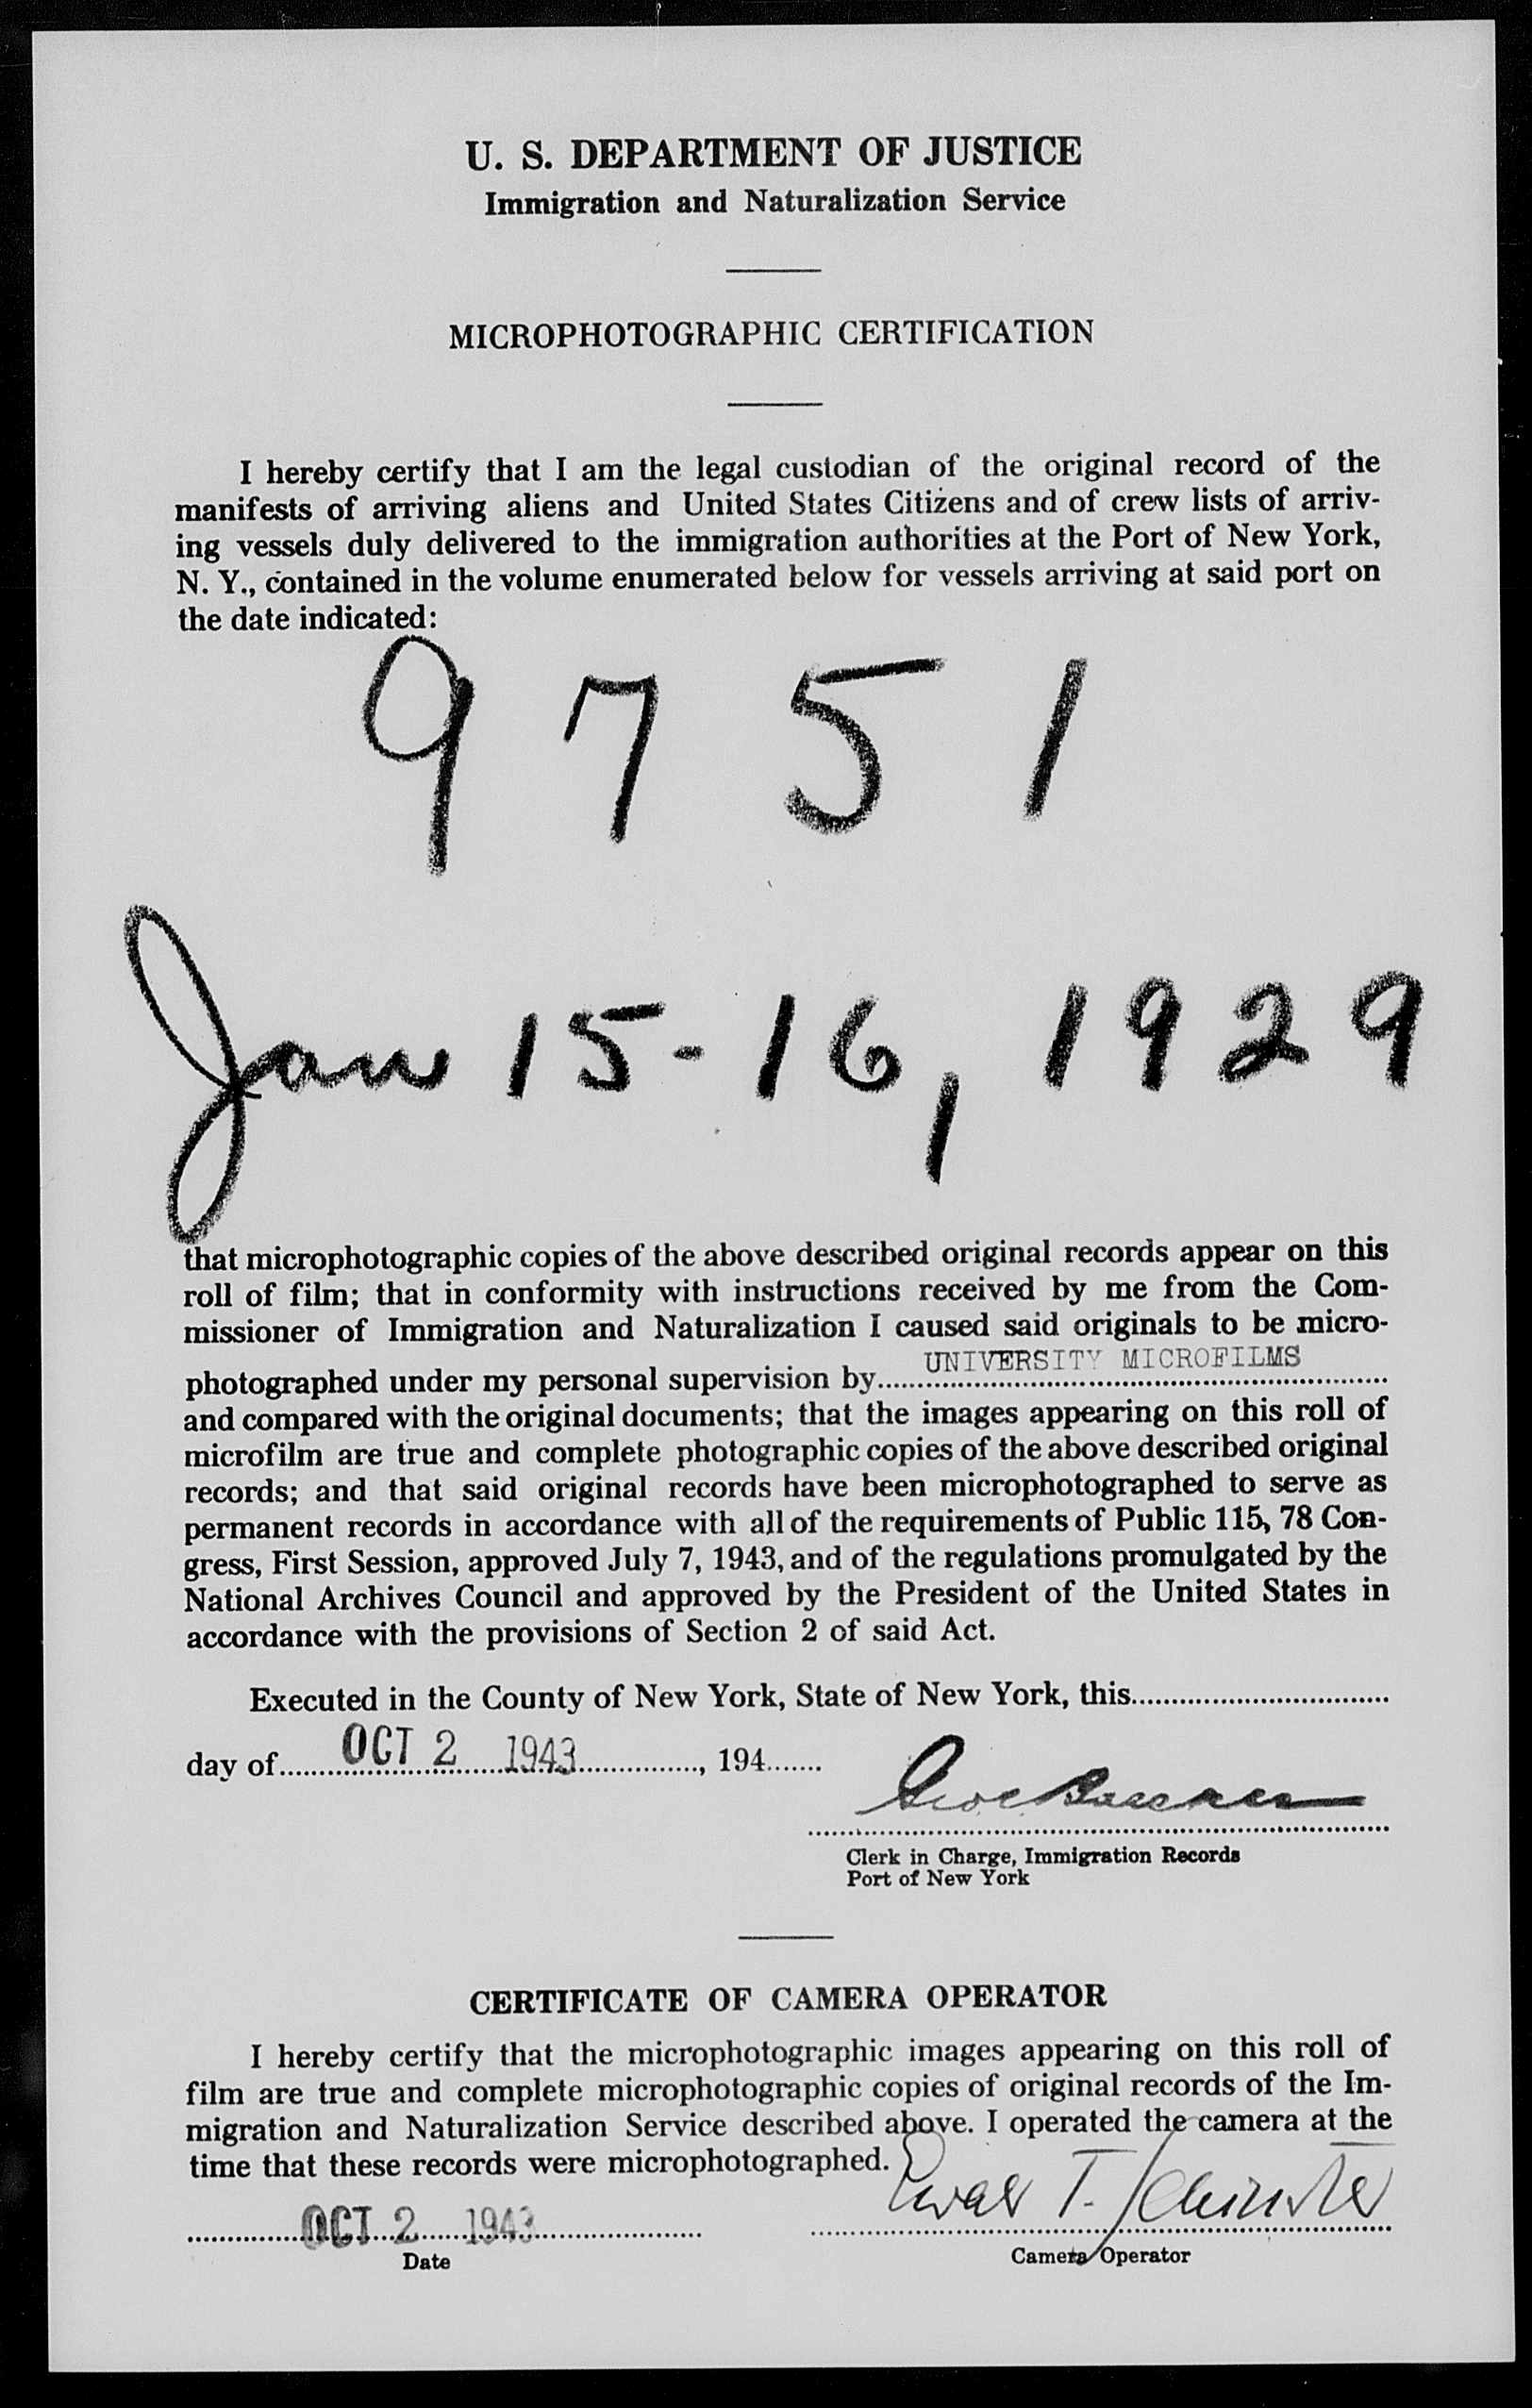 U. S. DEPARTMENT OF JUSTICE
Immigration and Naturalization Service
MICROPHOTOGRAPHIC CERTIFICATION
I hereby certify that I am the legal custodian of the original record of the
manifests of arriving aliens and United States Citizens and of crew lists of arriv-
ing vessels duly delivered to the immigration authorities at the Port of New York,
N. Y., contained in the volume enumerated below for vessels arriving at said port on
the date indicated:
9751
Jan 15-16, 1929
that microphotographic copies of the above described original records appear on this
roll of film; that in conformity with instructions received by me from the Com-
missioner of Immigration and Naturalization I caused said originals to be micro-
photographed under my personal supervision by UNIVERSITY MICROFILMS
and compared with the original documents; that the images appearing on this roll of
microfilm are true and complete photographic copies of the above described original
records; and that said original records have been microphotographed to serve as
permanent records in accordance with all of the requirements of Public 115, 78 Con-
gress, First Session, approved July 7, 1943, and of the regulations promulgated by the
National Archives Council and approved by the President of the United States in
accordance with the provisions of Section 2 of said Act.
Executed in the County of New York, State of New York, this
day of OCT 2 1943, 194
Clerk in Charge, Immigration Records
Port of New York
CERTIFICATE OF CAMERA OPERATOR
I hereby certify that the microphotographic images appearing on this roll of
film are true and complete microphotographic copies of original records of the Im-
migration and Naturalization Service described above. I operated the camera at the
time that these records were microphotographed.
OCT 2 1943
T.
Date
Camera Operator